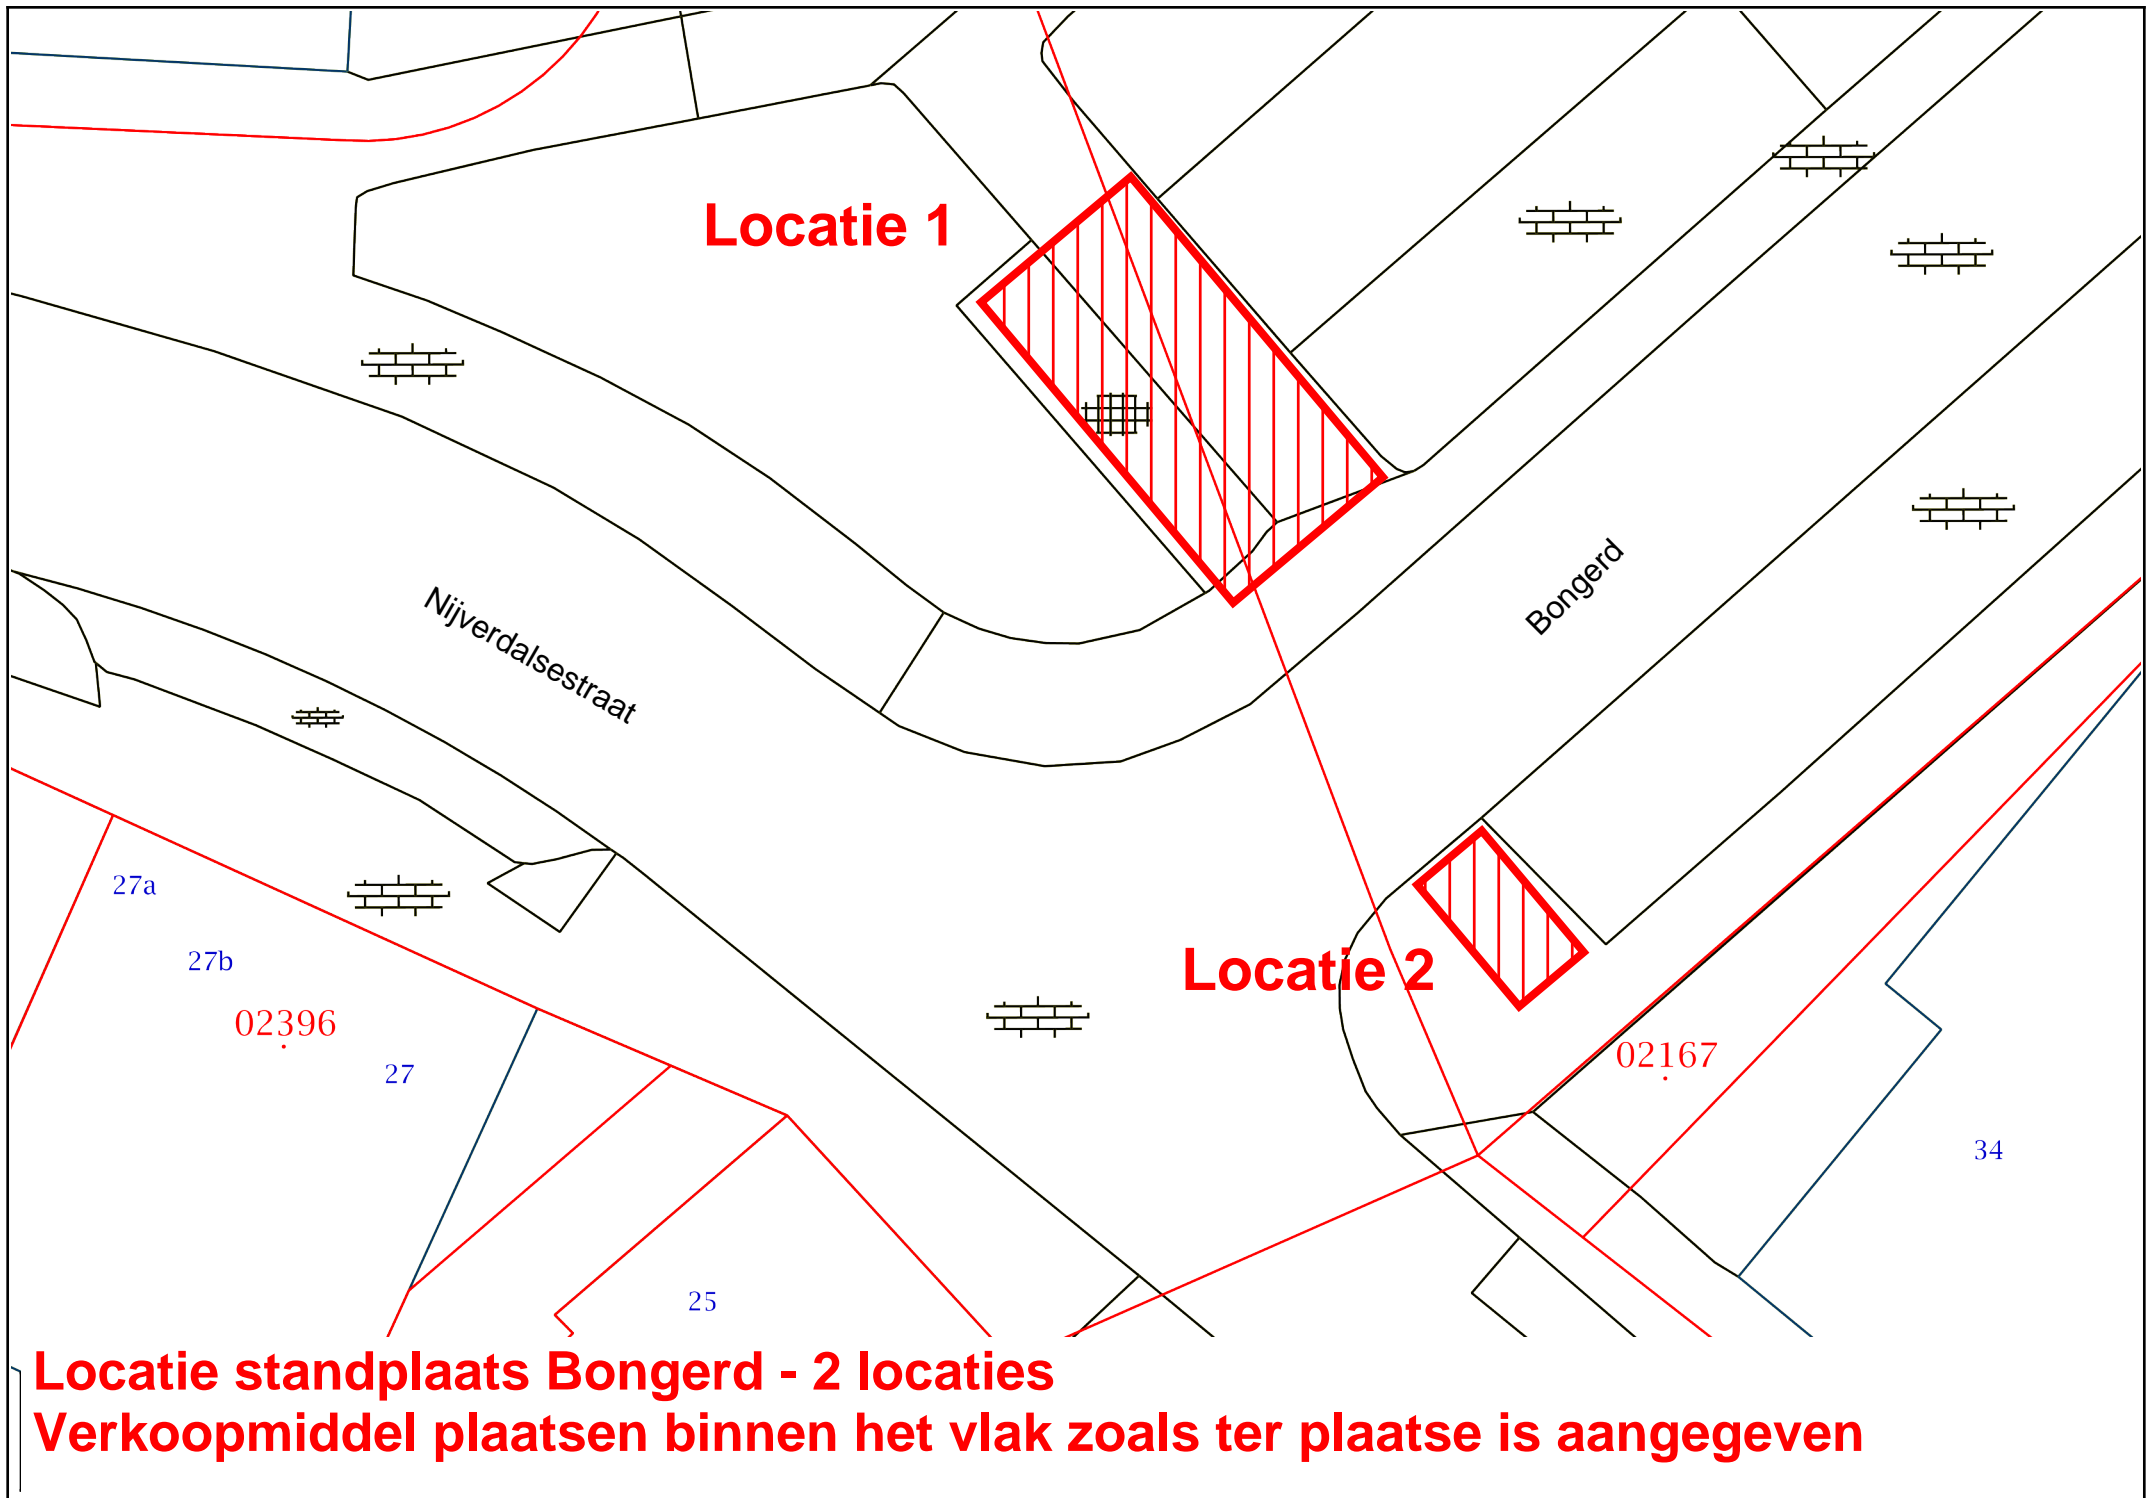 Locatie 1
Bongerd
Nijverdalsestraat
27a
27b
Locatie 2
02396
02167
27
34
25
Locatie standplaats Bongerd - 2 locaties
Verkoopmiddel plaatsen binnen het vlak zoals ter plaatse is aangegeven